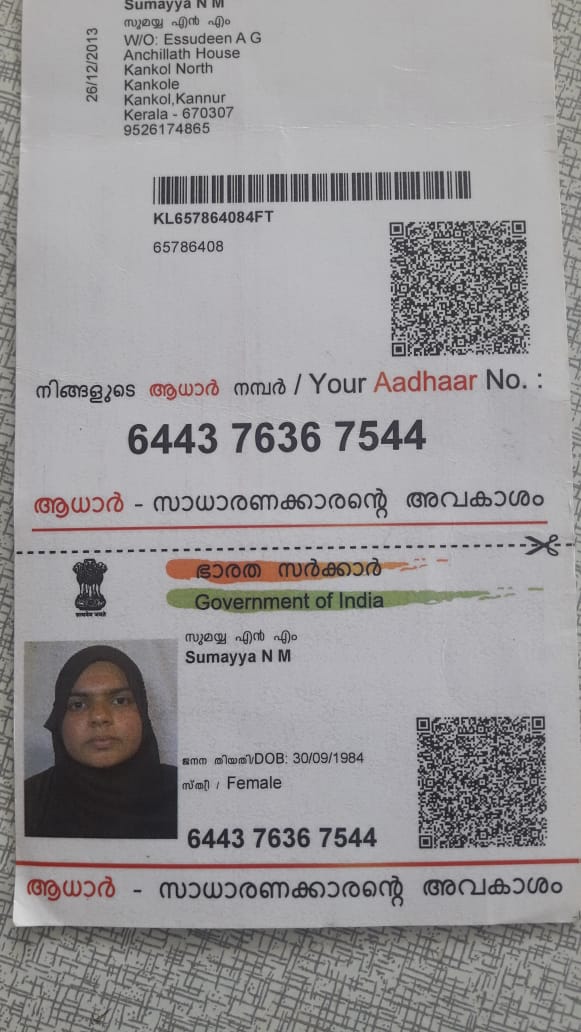 Sumayya N M
സുമയ്യ എൻ എം
W/O: Essudeen A G
Anchillath House
Kankol North
Kankole
Kankol,Kannur
Kerala - 670307
9526174865
26/12/2013
KL657864084FT
65786408
നിങ്ങളുടെ ആധാർ നമ്പർ / Your Aadhaar No. :
6443 7636 7544
ആധാർ - സാധാരണക്കാരന്റെ അവകാശം
ഭാരത സർക്കാർ
Government of India
സുമയ്യ എൻ എം
Sumayya N M
ജനന തിയതി/DOB: 30/09/1984
സ്ത്രീ / Female
6443 7636 7544
ആധാർ - സാധാരണക്കാരന്റെ അവകാശം